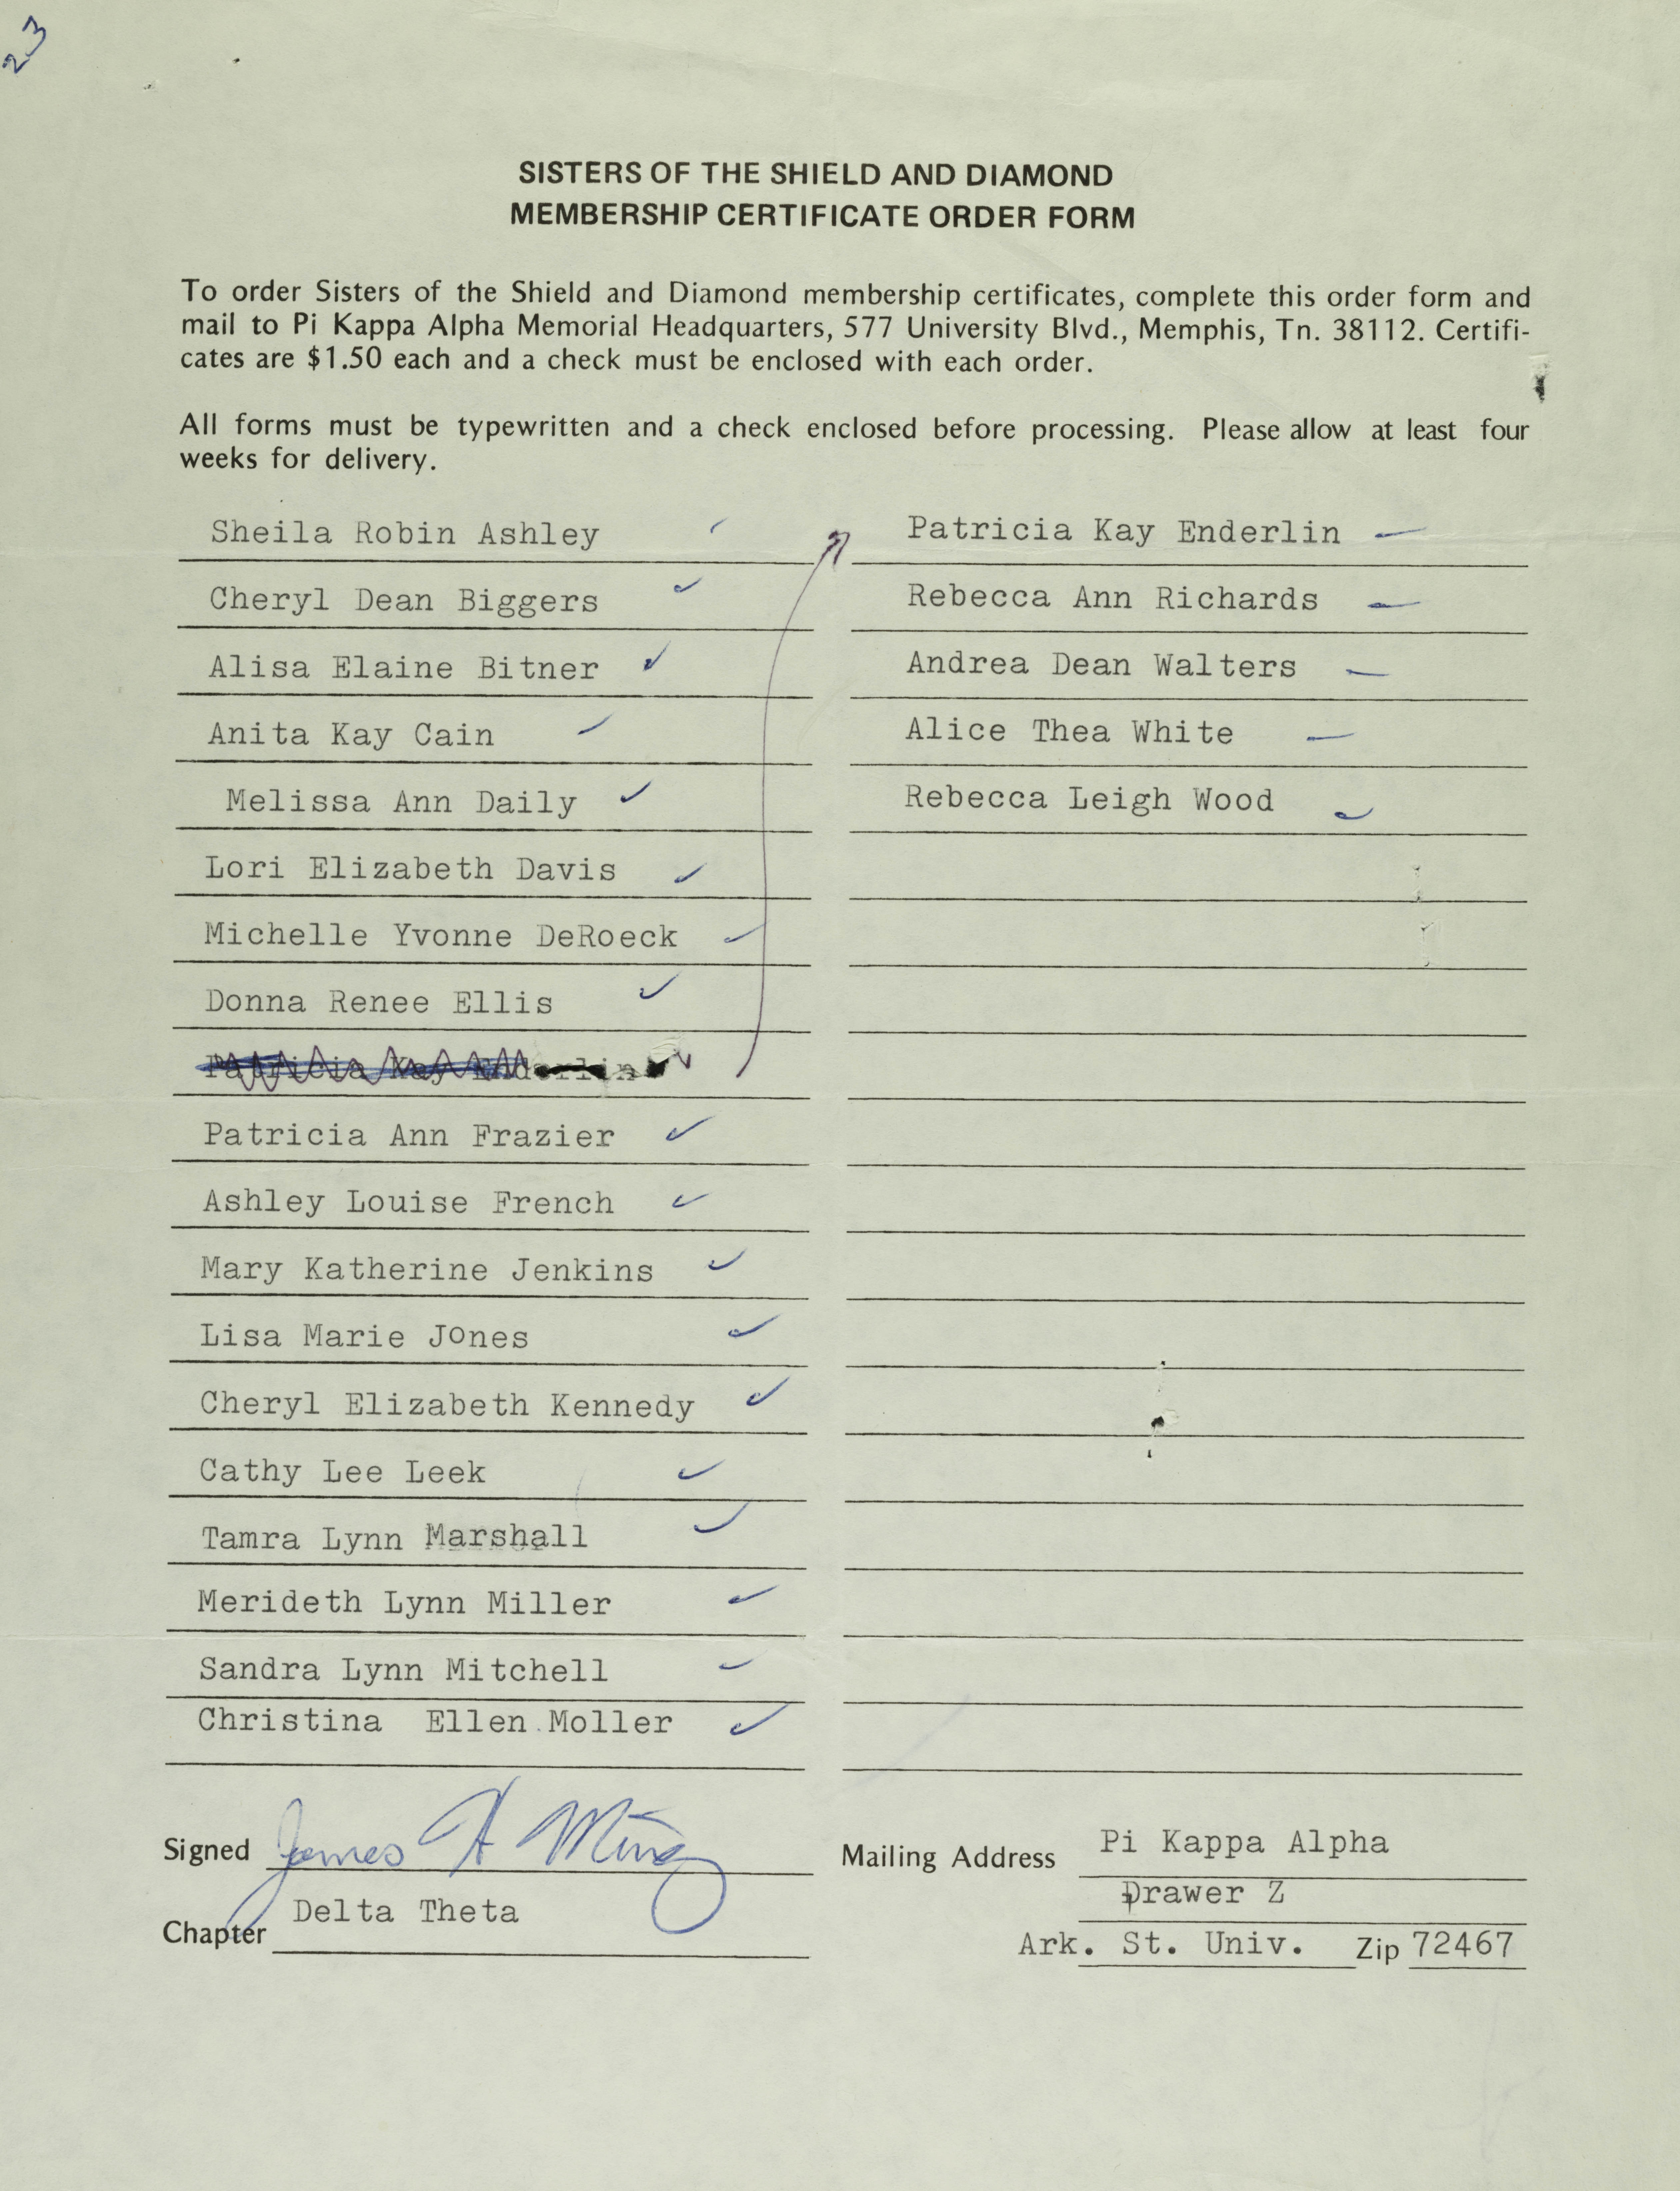 23
SISTERS OF THE SHIELD AND DIAMOND
MEMBERSHIP CERTIFICATE ORDER FORM
To order Sisters of the Shield and Diamond membership certificates, complete this order form and
mail to Pi Kappa Alpha Memorial Headquarters, 577 University Blvd., Memphis, Tn. 38112. Certifi-
cates are $1.50 each and a check must be enclosed with each order.
All forms must be typewritten and a check enclosed before processing. Please allow at least four
weeks for delivery.
Sheila Robin Ashley
Cheryl Dean Biggers
Alisa Elaine Bitner
Anita Kay Cain
Melissa Ann Daily
Lori Elizabeth Davis
Michelle Yvonne DeRoeck
Donna Renee Ellis
Patricia Kay Enderlin
Patricia Ann Frazier
Ashley Louise French
Mary Katherine Jenkins
Lisa Marie Jones
Cheryl Elizabeth Kennedy
Cathy Lee Leek
Tamra Lynn Marshall
Merideth Lynn Miller
Sandra Lynn Mitchell
Christina Ellen Moller
Patricia Kay Enderlin
Rebecca Ann Richards
Andrea Dean Walters
Alice Thea White
Rebecca Leigh Wood
Signed James H
Chapter Delta Theta
Mailing Address Pi Kappa Alpha
Drawer Z
Ark. St. Univ. Zip 72467